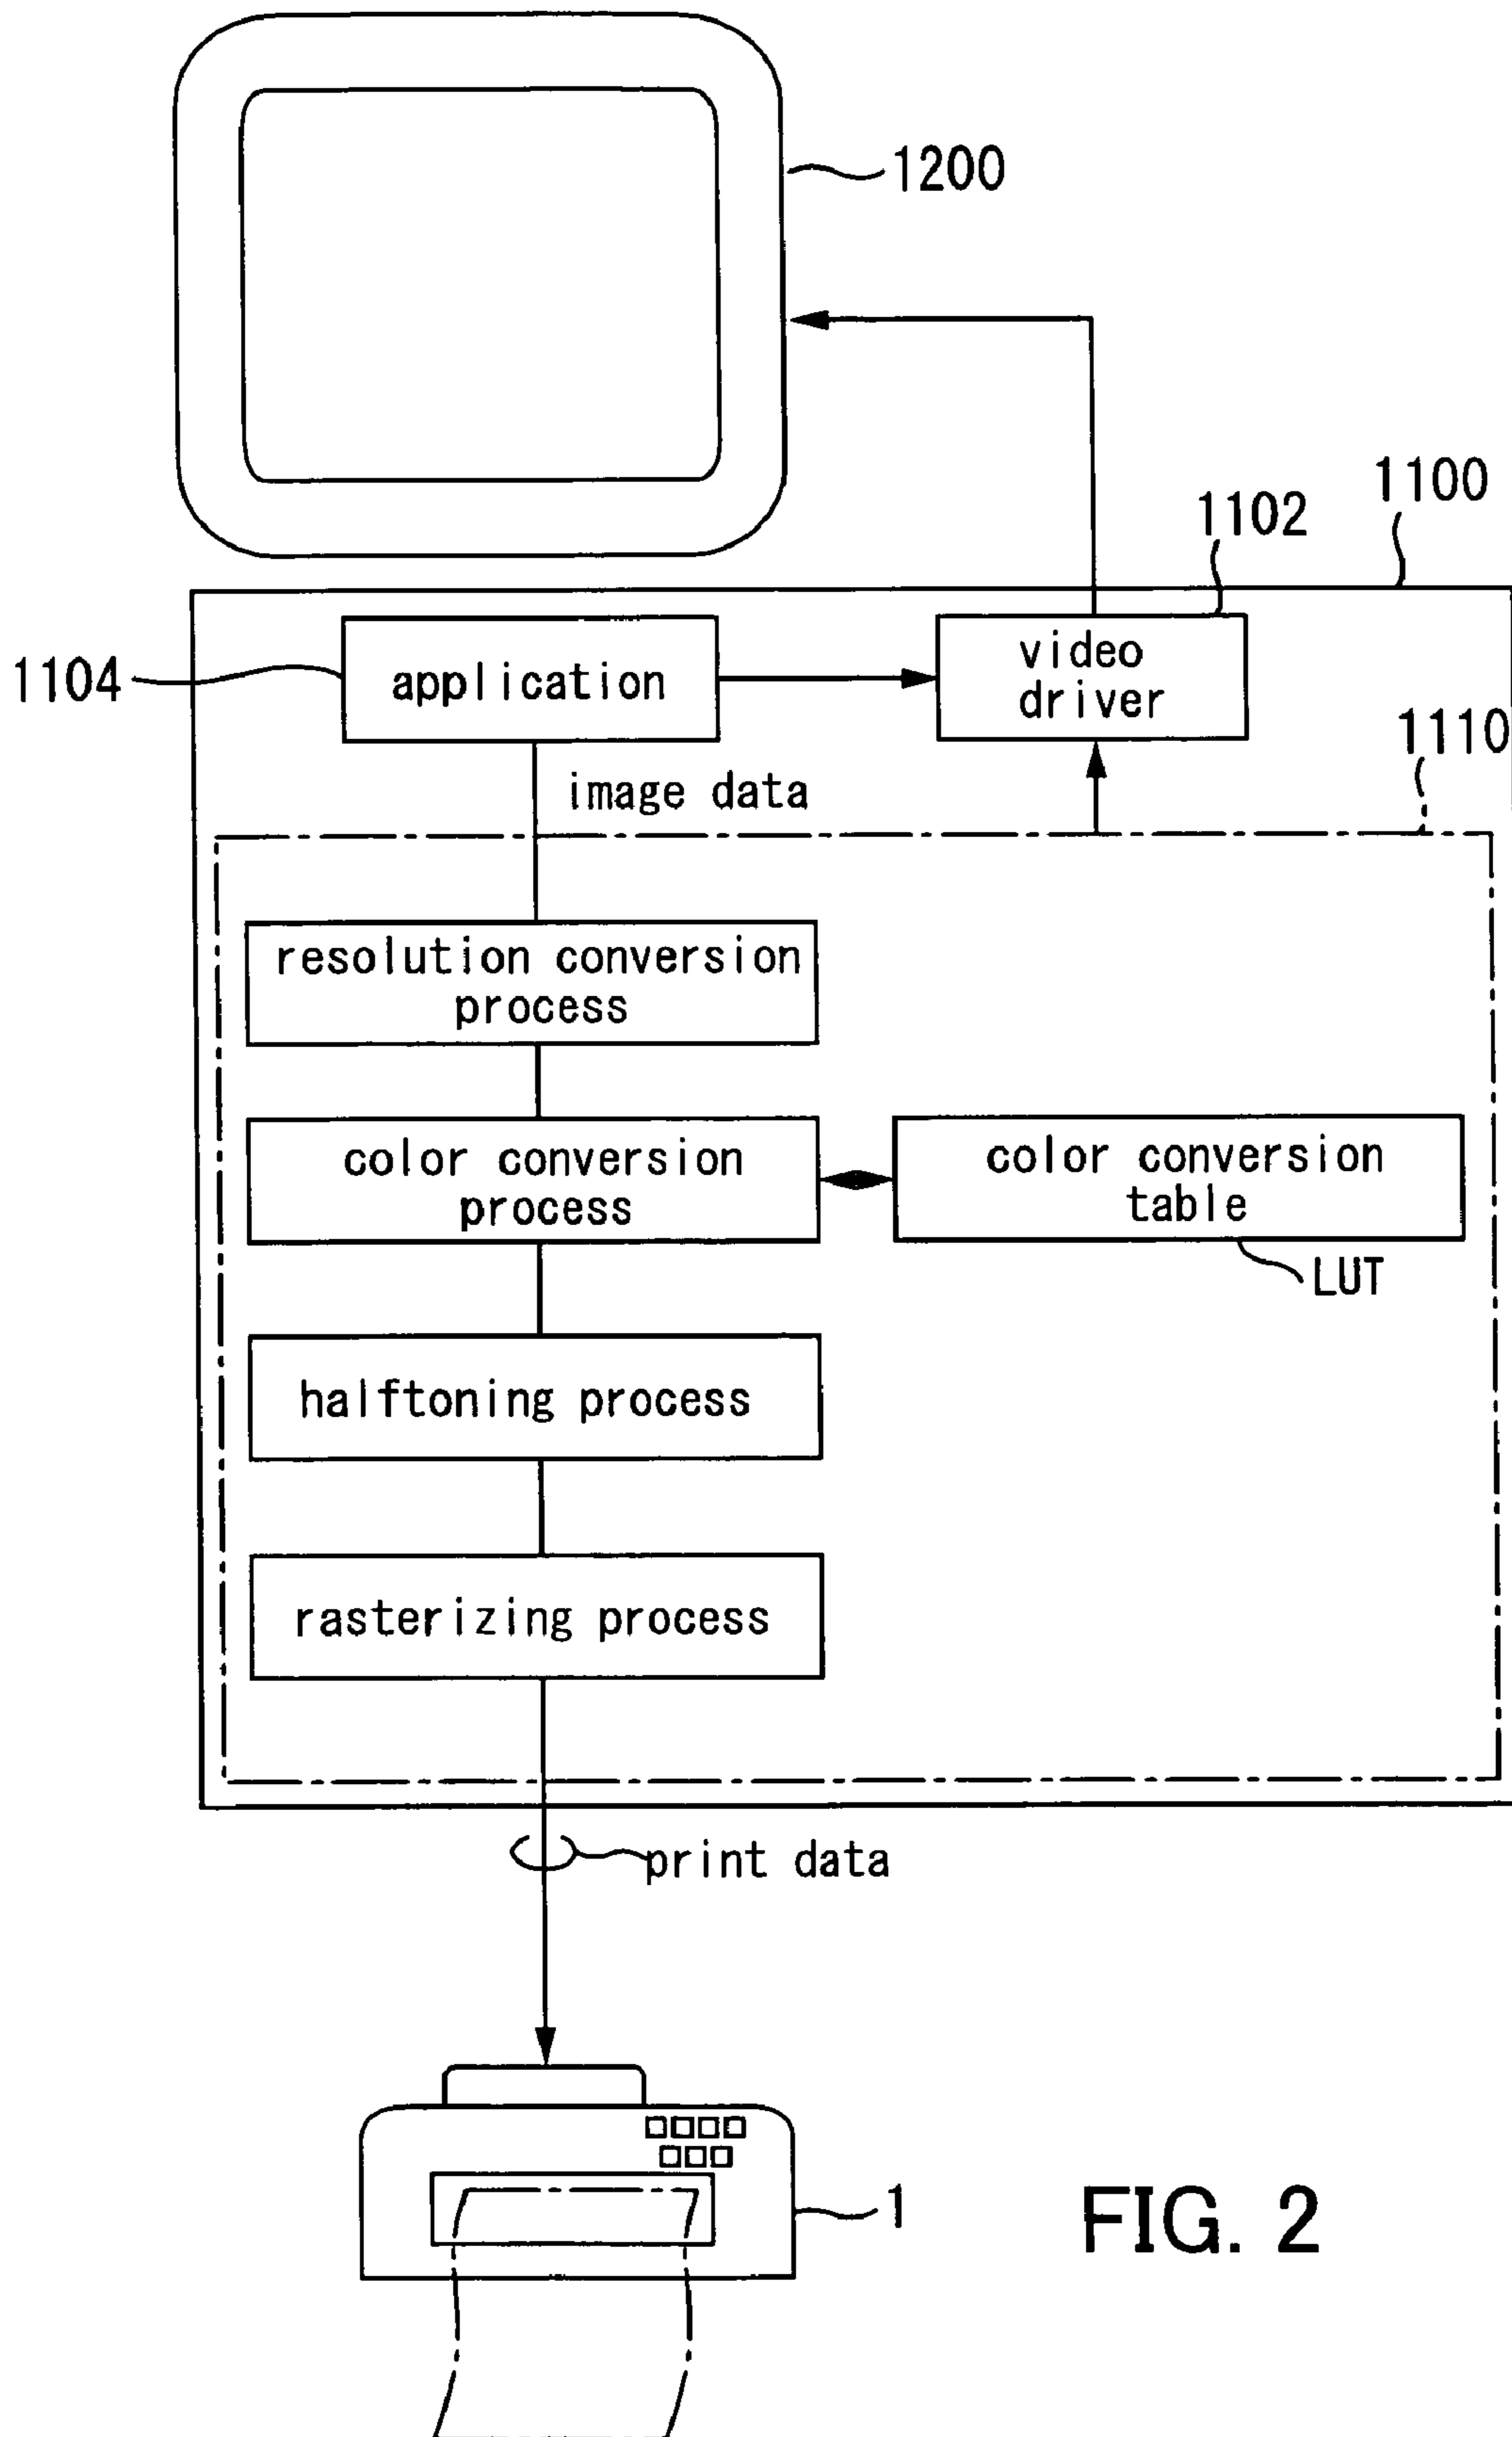 1200
1100
1102
1104
application
video
driver
1110
image data
resolution conversion
process
color conversion
process
color conversion
table
LUT
halftoning process
rasterizing process
print data
1
FIG. 2